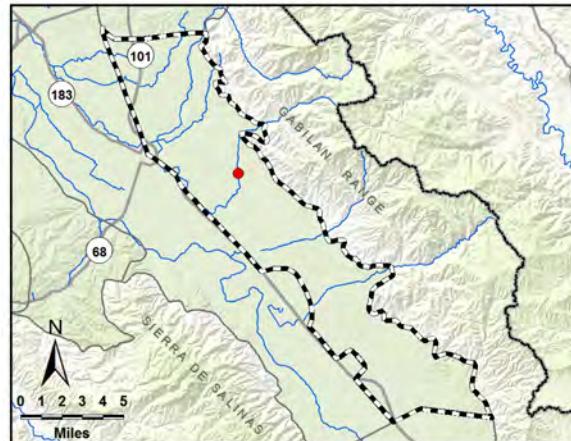 101
183
GABILAN RANGE
68
SIERRA DE SALINAS
N
0 1 2 3 4 5
Miles